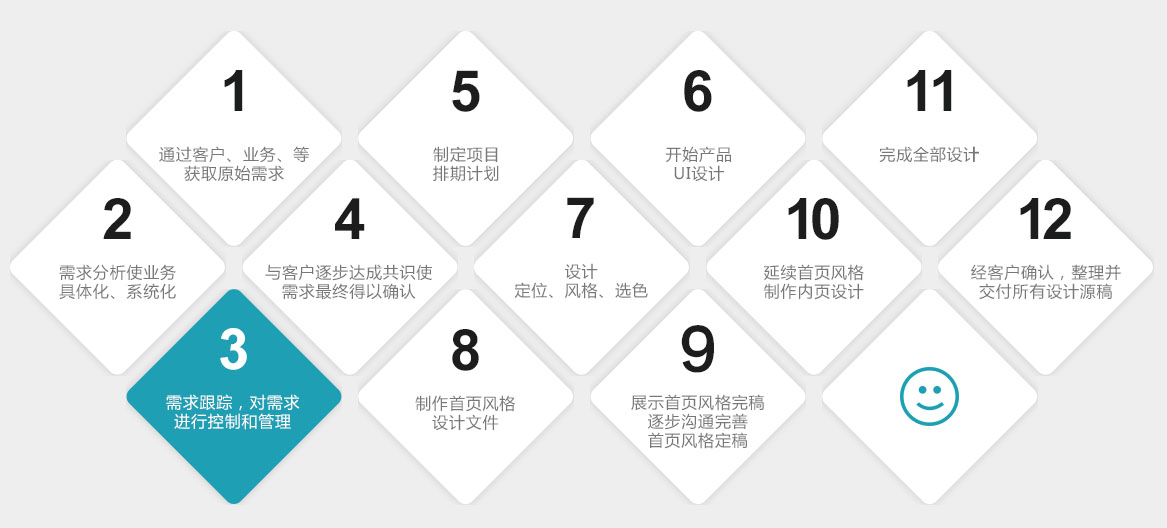 1
通过客户、业务、等
获取原始需求
2
需求分析使业务
具体化、系统化
3
需求跟踪，对需求
进行控制和管理
4
与客户逐步达成共识使
需求最终得以确认
5
制定项目
排期计划
6
开始产品
UI设计
7
设计
定位、风格、选色
8
制作首页风格
设计文件
9
展示首页风格完稿
逐步沟通完善
首页风格定稿
10
延续首页风格
制作内页设计
11
完成全部设计
12
经客户确认，整理并
交付所有设计源稿